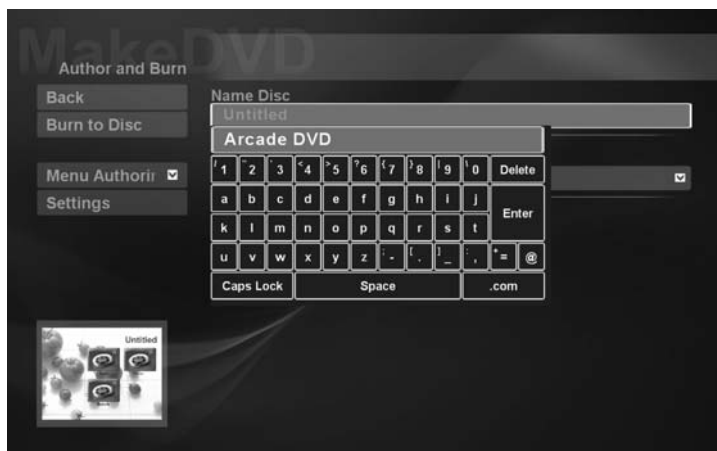 MakeDVD
Author and Burn
Back
Burn to Disc
Menu Authorir
Settings
Name Disc
Untitled
Arcade DVD
1 2 3 < 4 > 5 ? 6 { 7 } 8 | 9 \ 0 Delete
a b c d e f g h i j
Enter
k l m n o p q r s t
u v w x y z ; - [ . ] _ : , * = @
Caps Lock Space .com
Untitled